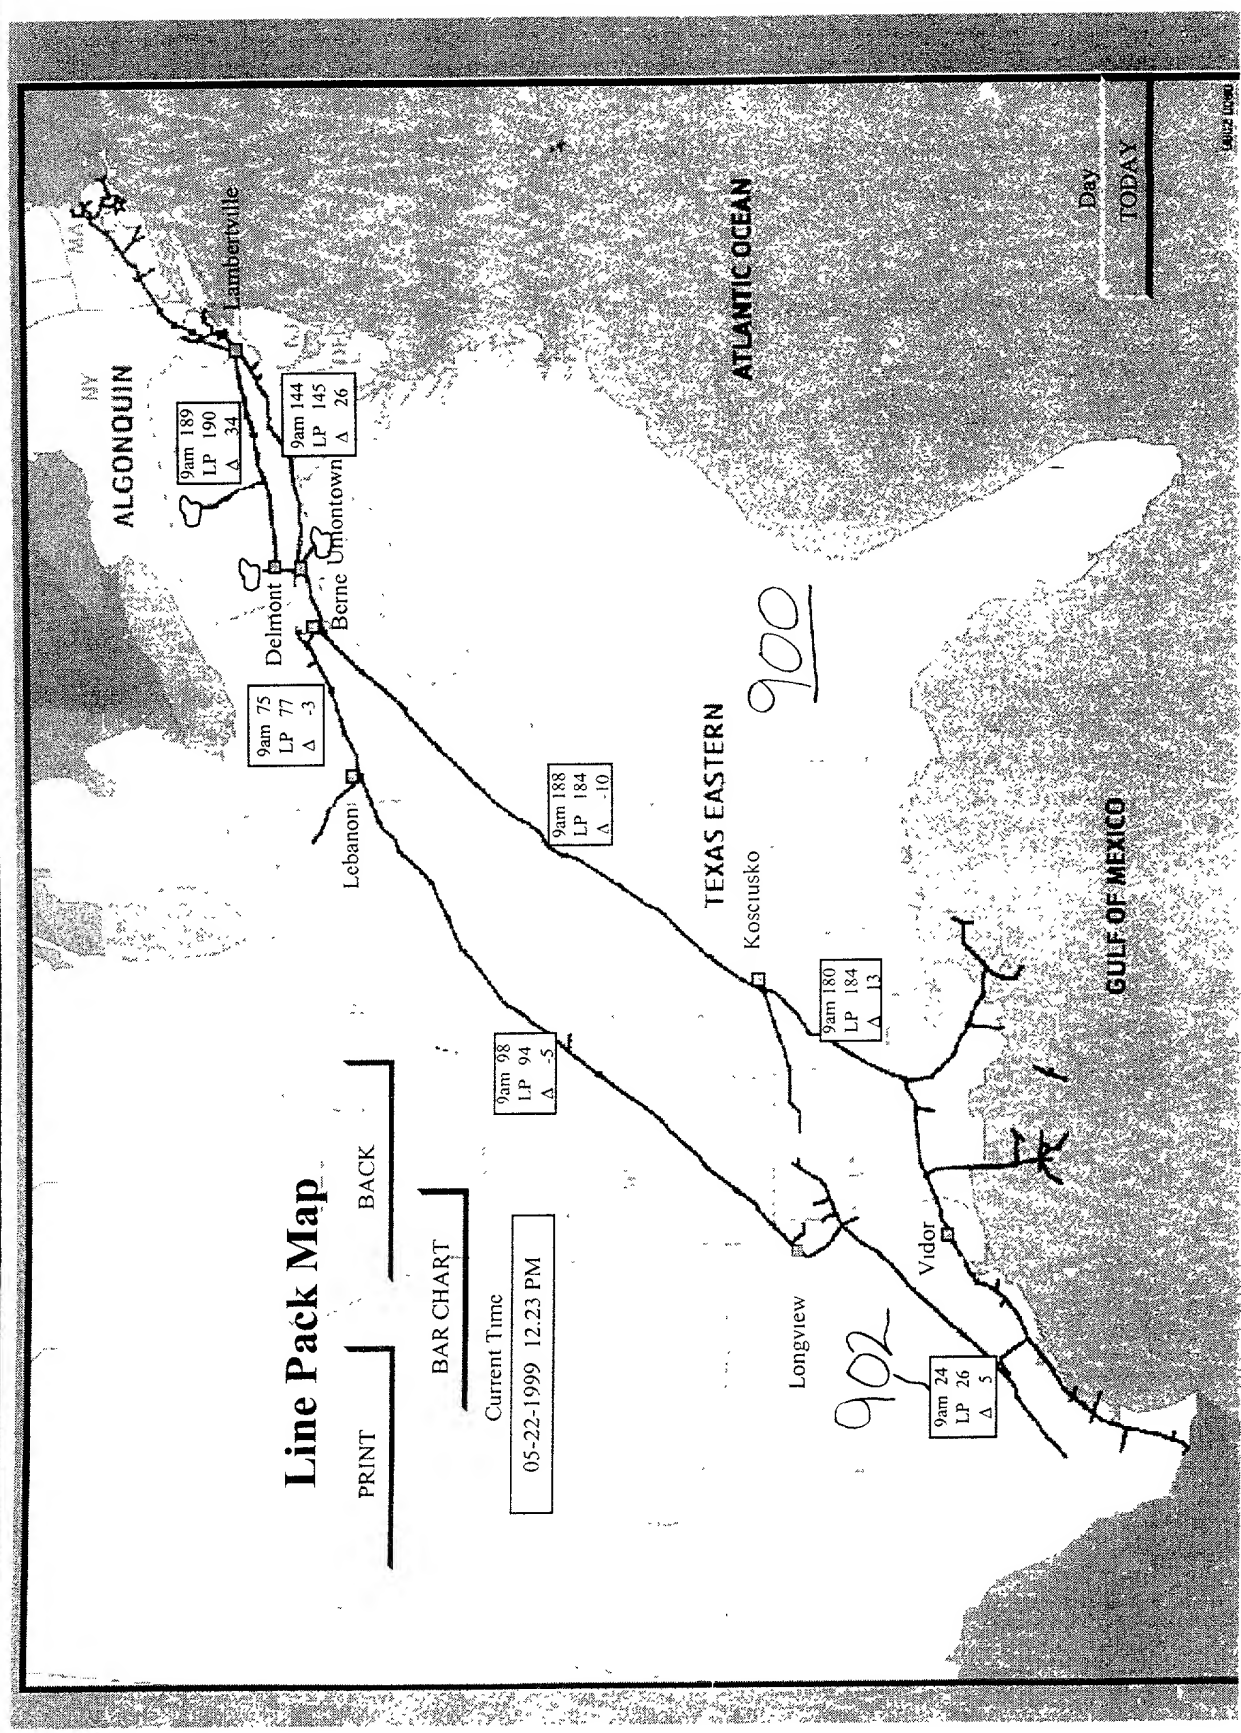 Line Pack Map
PRINT
BACK
BAR CHART
Current Time
05-22-1999 12.23 PM
ALGONQUIN
NY
MA
Lambertville
9am 189
LP 190
Δ 34
9am 144
LP 145
Δ 26
Delmont
Berne
Uniontown
9am 75
LP 77
Δ -3
Lebanon
9am 188
LP 184
Δ -10
TEXAS EASTERN
900
Kosciusko
9am 98
LP 94
Δ -5
9am 180
LP 184
Δ 13
Longview
902
Vidor
9am 24
LP 26
Δ 5
ATLANTIC OCEAN
GULF OF MEXICO
Day
TODAY